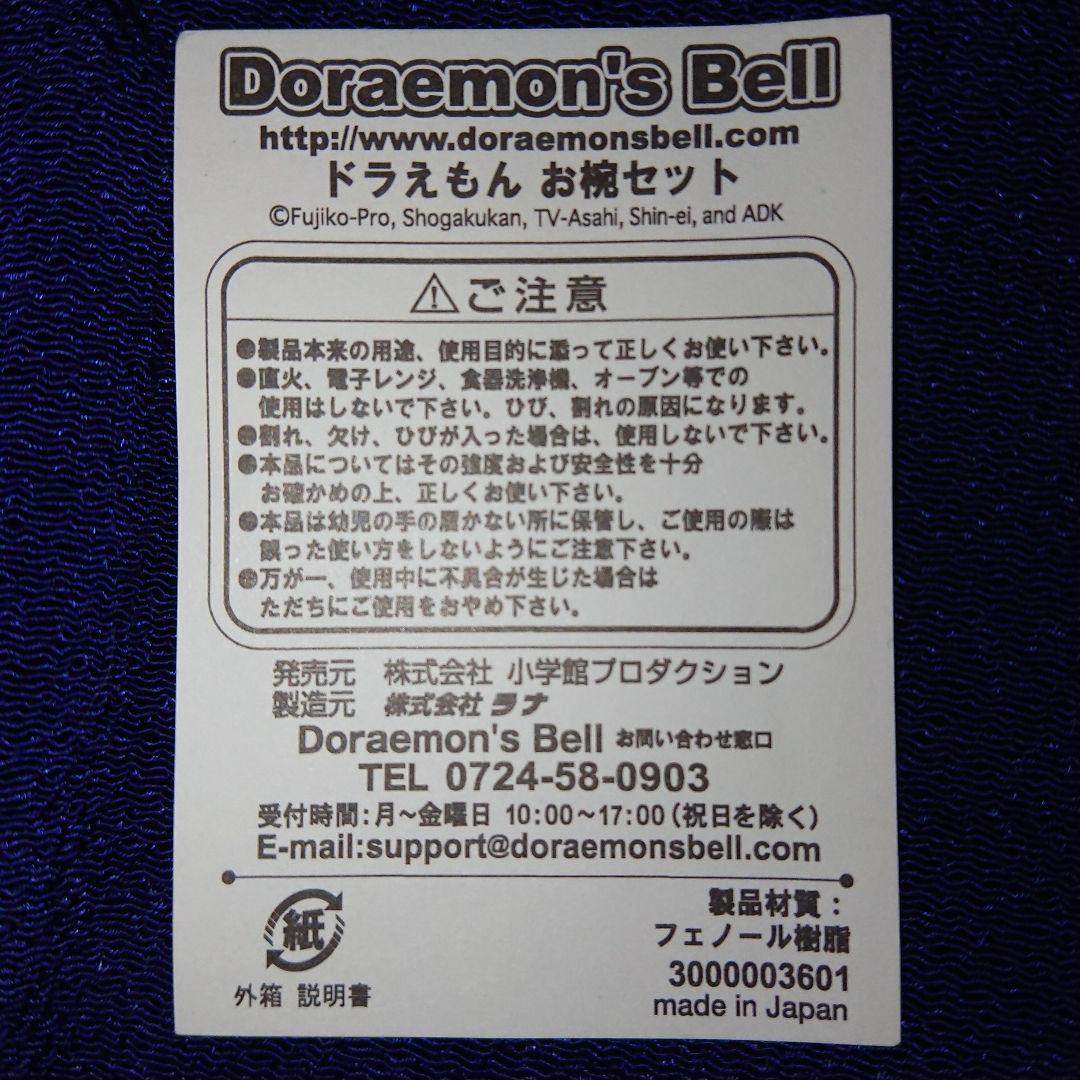 Doraemon's Bell
http://www.doraemonsbell.com
ドラえもん お椀セット
©Fujiko-Pro, Shogakukan, TV-Asahi, Shin-ei, and ADK
⚠ご注意
●製品本来の用途、使用目的に添って正しくお使い下さい。
●直火、電子レンジ、食器洗浄機、オーブン等での
使用はしないで下さい。ひび、割れの原因になります。
●割れ、欠け、ひびが入った場合は、使用しないで下さい。
●本品についてはその強度および安全性を十分
お確かめの上、正しくお使い下さい。
●本品は幼児の手の届かない所に保管し、ご使用の際は
誤った使い方をしないようにご注意下さい。
●万が一、使用中に不具合が生じた場合は
ただちにご使用をおやめ下さい。
発売元 株式会社 小学館プロダクション
製造元 株式会社 ラナ
Doraemon's Bell お問い合わせ窓口
TEL 0724-58-0903
受付時間:月〜金曜日 10:00〜17:00(祝日を除く)
E-mail:support@doraemonsbell.com
紙
外箱 説明書
製品材質:
フェノール樹脂
3000003601
made in Japan